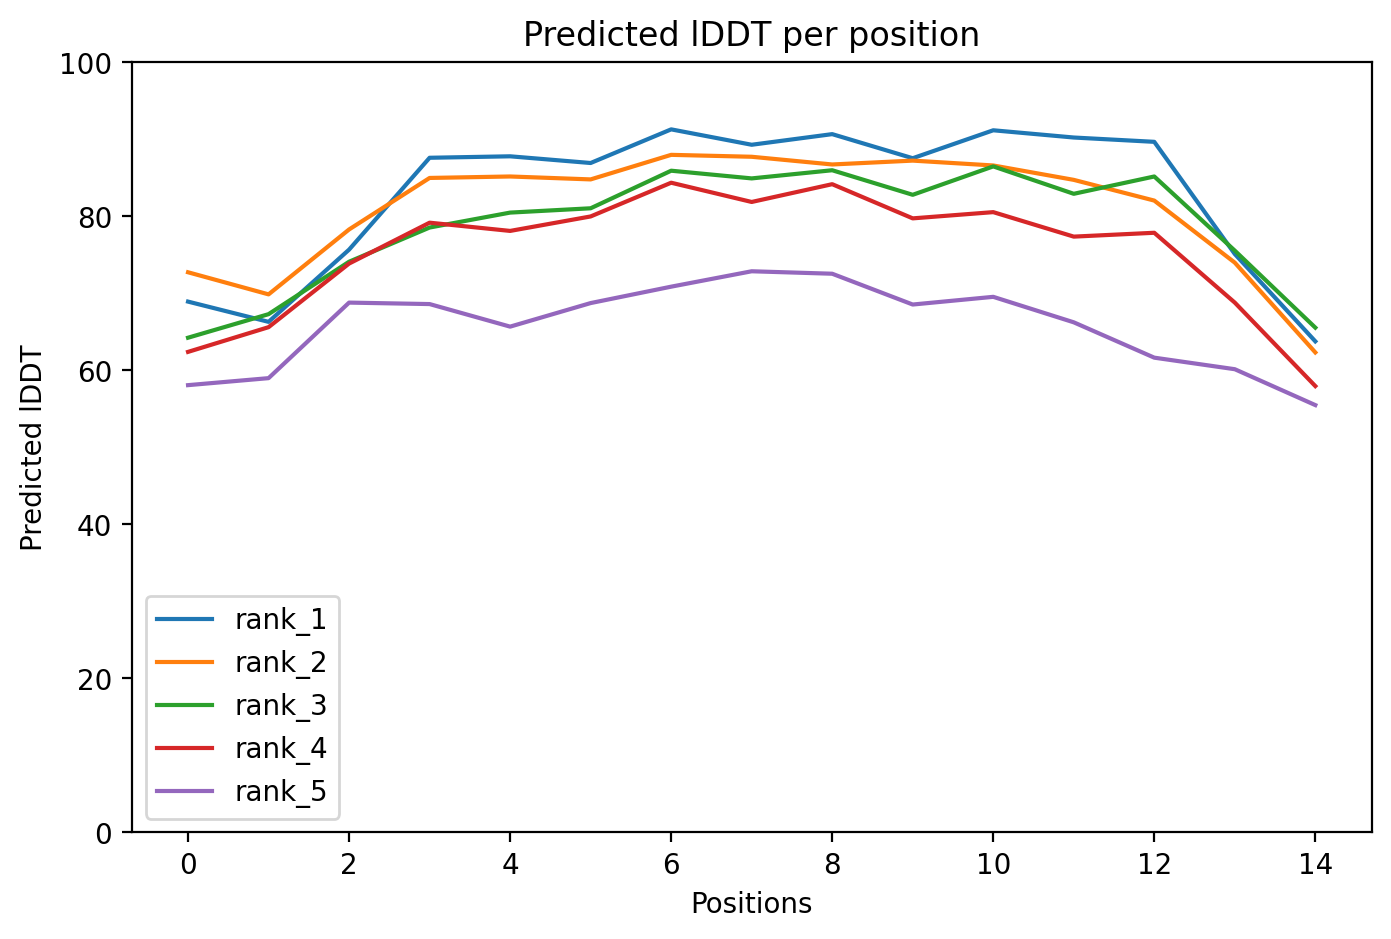 Predicted lDDT per position
100
80
60
40
20
0
Predicted lDDT
rank_1
rank_2
rank_3
rank_4
rank_5
0 2 4 6 8 10 12 14
Positions